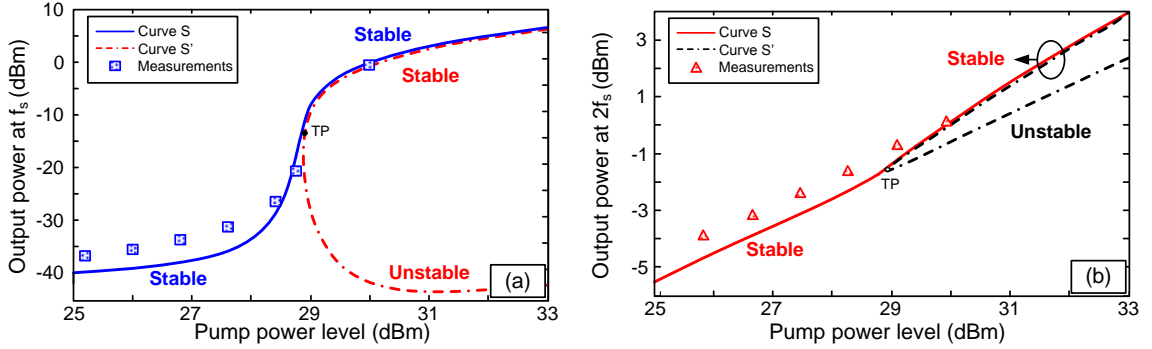 Output power at fs (dBm)
10
0
-10
-20
-30
-40
Curve S
Curve S'
Measurements
Stable
Stable
TP
Stable
Unstable
(a)
25
27
29
31
33
Pump power level (dBm)
Output power at 2fs (dBm)
3
1
-1
-3
-5
Curve S
Curve S'
Measurements
Stable
Unstable
TP
Stable
(b)
25
27
29
31
33
Pump power level (dBm)